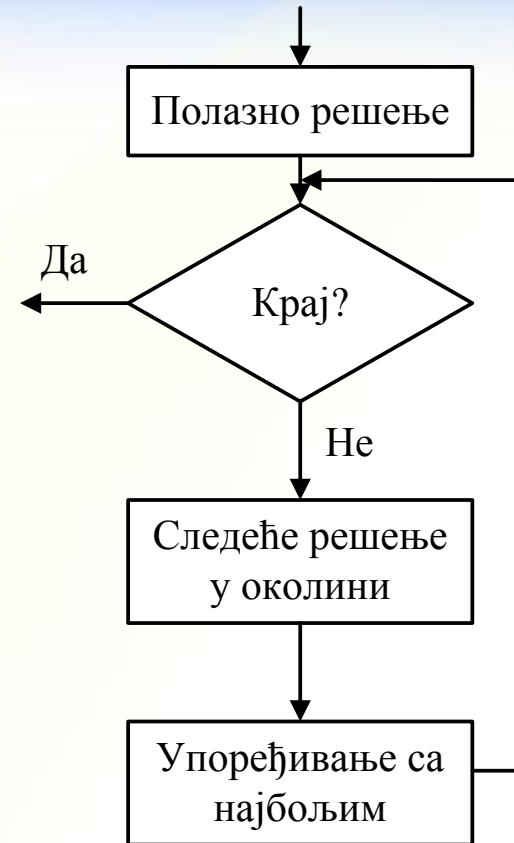 Полазно решење
Да
Крај?
Не
Следеће решење
у околини
Упоређивање са
најбољим